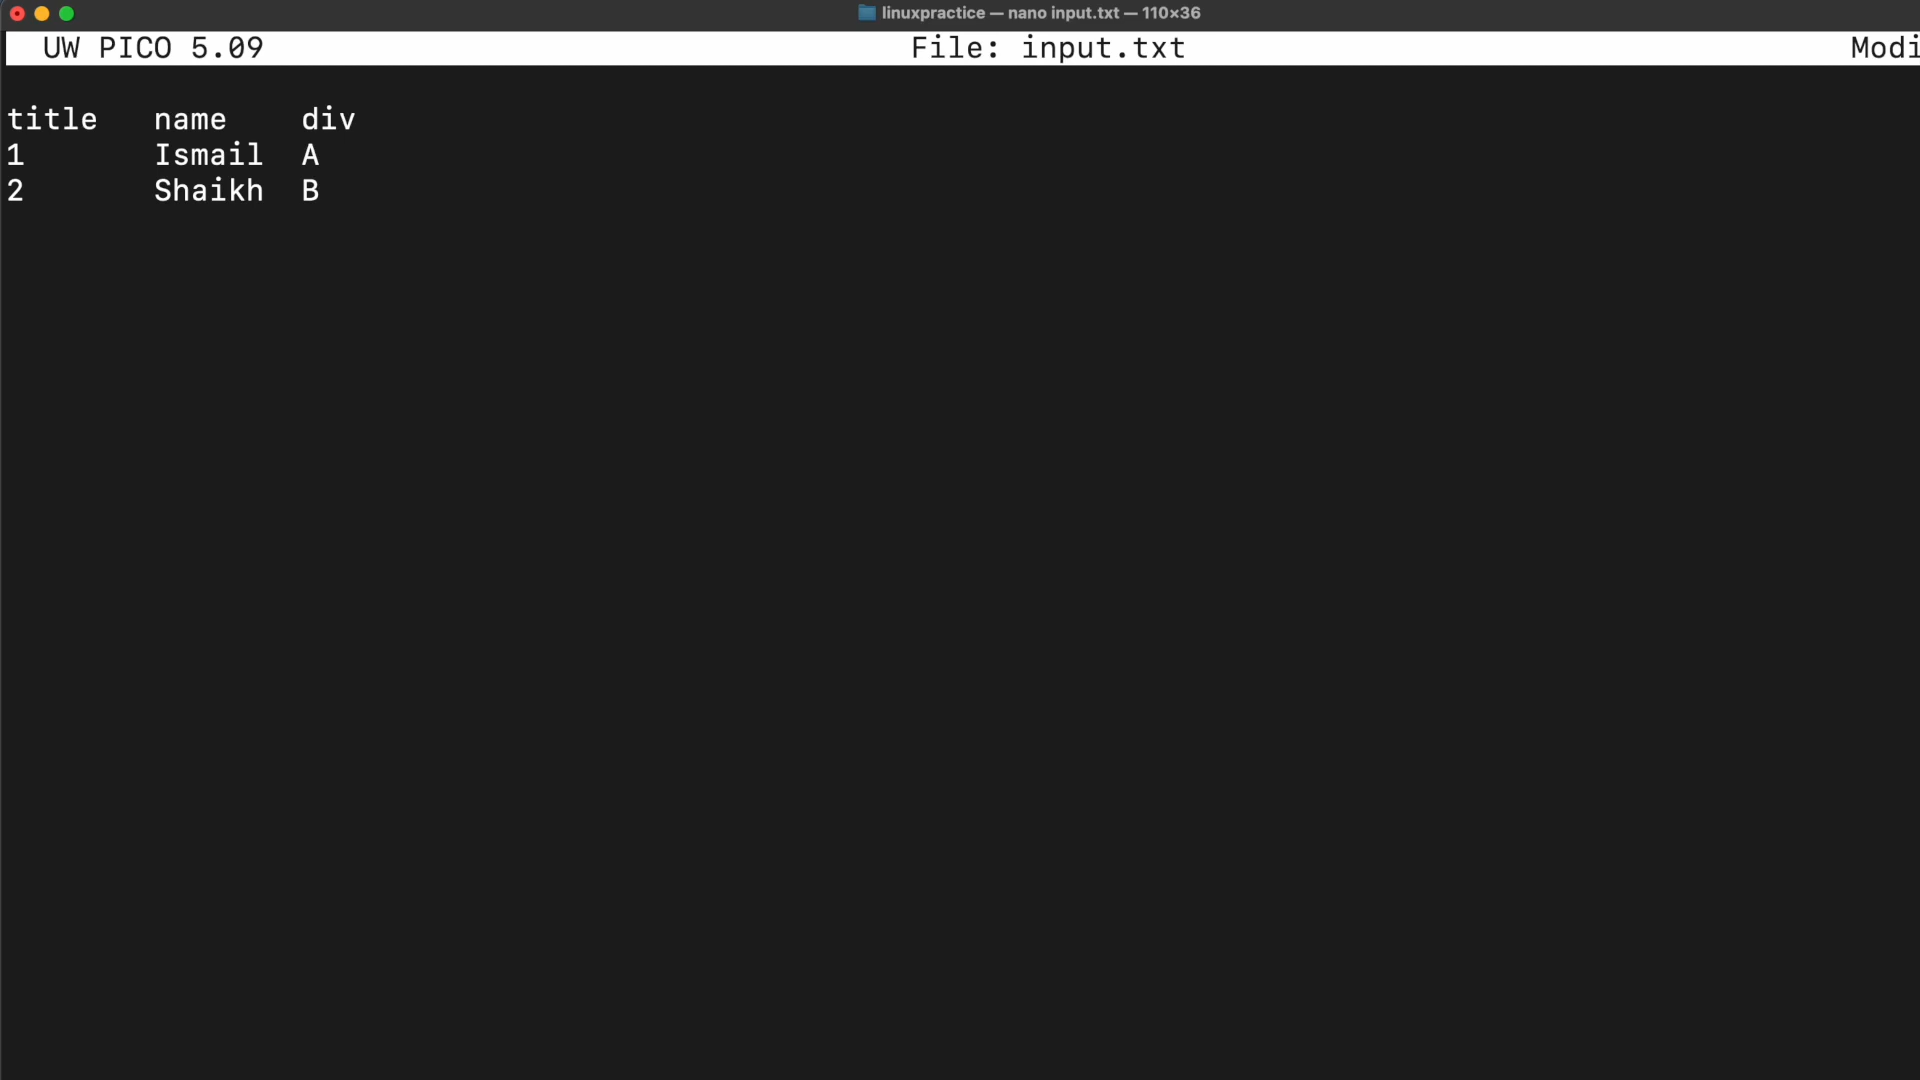 linuxpractice — nano input.txt — 110×36
UW PICO 5.09 File: input.txt Modi
title name div
1 Ismail A
2 Shaikh B